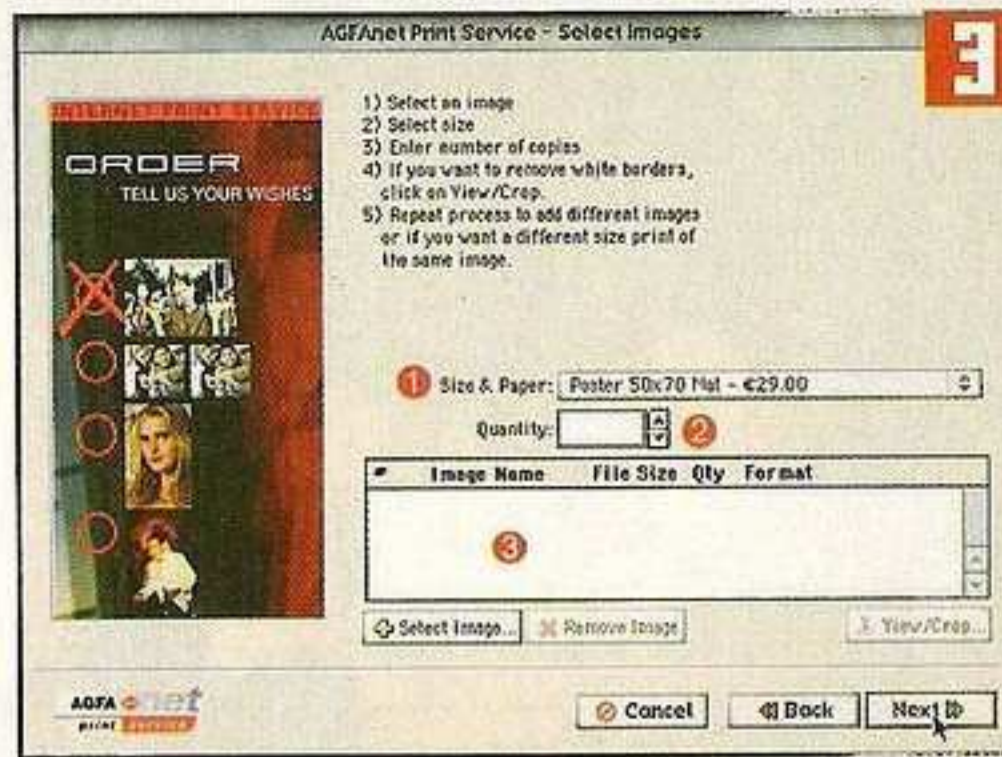 AGFAnet Print Service - Select Images
3
INTERNET PRINT SERVICE
ORDER
TELL US YOUR WISHES
1) Select an image
2) Select size
3) Enter number of copies
4) If you want to remove white borders,
click on View/Crop.
5) Repeat process to add different images
or if you want a different size print of
the same image.
1 Size & Paper: Poster 50x70 Mat - €29.00
Quantity: 2
Image Name File Size Qty Format
3
Select Image... Remove Image View/Crop...
AGFA net
print service
Cancel Back Next